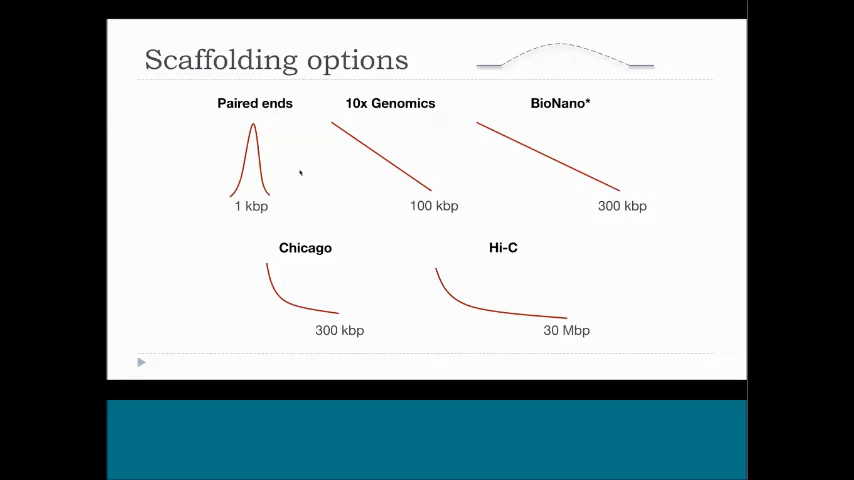 Scaffolding options
Paired ends
10x Genomics
BioNano*
1 kbp
100 kbp
300 kbp
Chicago
Hi-C
300 kbp
30 Mbp